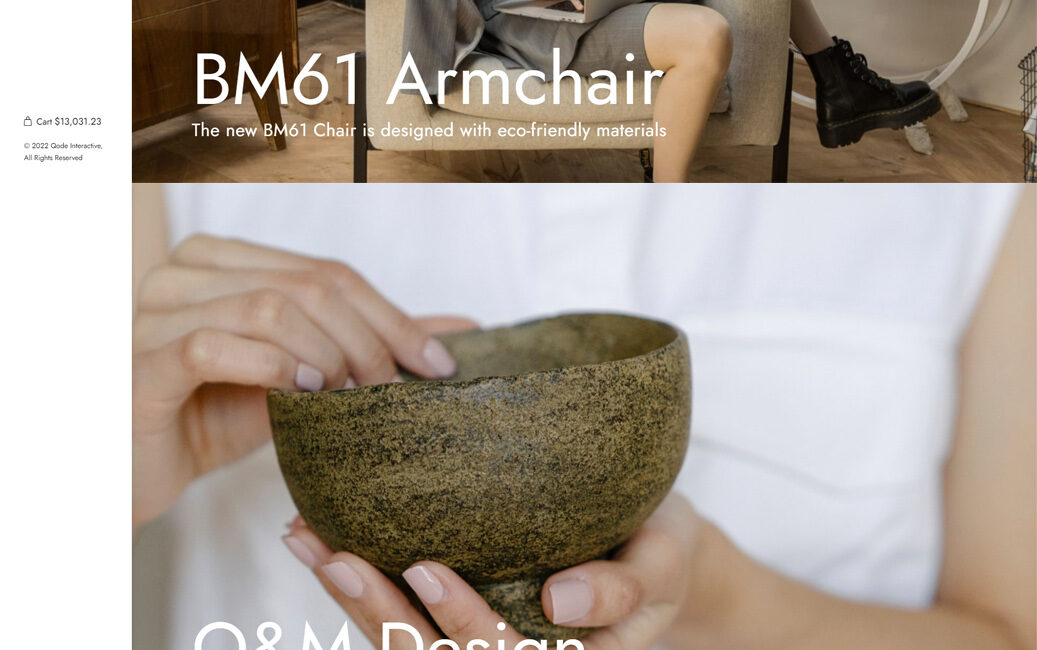 Cart $13,031.23
© 2022 Qode Interactive,
All Rights Reserved
BM61 Armchair
The new BM61 Chair is designed with eco-friendly materials
O&M Design